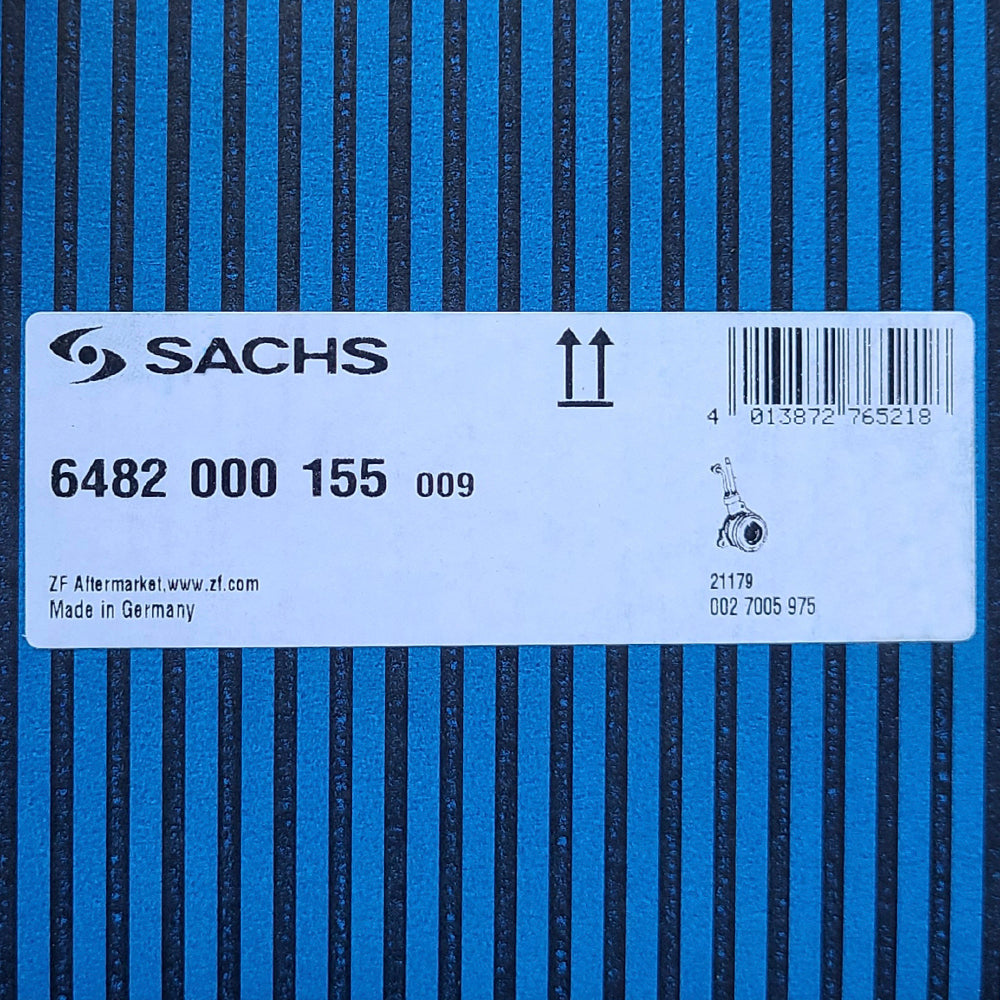 SACHS
4 013872 765218
6482 000 155 009
ZF Aftermarket,www.zf.com
Made in Germany
21179
002 7005 975